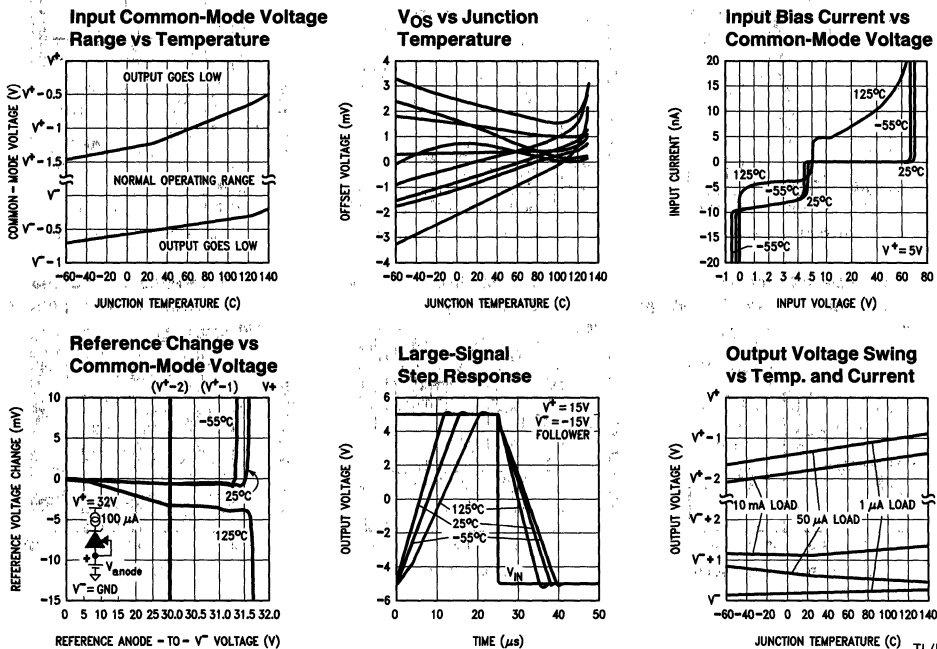 Input Common-Mode Voltage
Range vs Temperature
V+
V+ − 0.5
V+ − 1
V+ − 1.5
V−
V− − 0.5
V− − 1
COMMON-MODE VOLTAGE (V)
OUTPUT GOES LOW
NORMAL OPERATING RANGE
OUTPUT GOES LOW
-60 -40 -20 0 20 40 60 80 100 120 140
JUNCTION TEMPERATURE (C)
VOS vs Junction
Temperature
4
3
2
1
0
-1
-2
-3
-4
OFFSET VOLTAGE (mV)
-60 -40 -20 0 20 40 60 80 100 120 140
JUNCTION TEMPERATURE (C)
Input Bias Current vs
Common-Mode Voltage
20
15
10
5
0
-5
-10
-15
-20
INPUT CURRENT (nA)
125°C
-55°C
25°C
125°C
-55°C
25°C
-55°C
V+ = 5V
-1 0 1 2 3 4 5 10 20 40 60 80
INPUT VOLTAGE (V)
Reference Change vs
Common-Mode Voltage
(V+-2) (V+-1) V+
10
5
0
-5
-10
-15
REFERENCE VOLTAGE CHANGE (mV)
-55°C
25°C
125°C
V+ = 32V
100 µA
+
Vanode
V− = GND
0 5 10 15 20 25 30.0 30.5 31.0 31.5 32.0
REFERENCE ANODE - TO - V− VOLTAGE (V)
Large-Signal
Step Response
6
4
2
0
-2
-4
-6
OUTPUT VOLTAGE (V)
V+ = 15V
V− = -15V
FOLLOWER
125°C
25°C
-55°C
VIN
0 10 20 30 40 50
TIME (µs)
Output Voltage Swing
vs Temp. and Current
V+
V+ − 1
V+ − 2
V− + 2
V− + 1
V−
OUTPUT VOLTAGE (V)
10 mA LOAD
50 µA LOAD
1 µA LOAD
-60 -40 -20 0 20 40 60 80 100 140
JUNCTION TEMPERATURE (C)